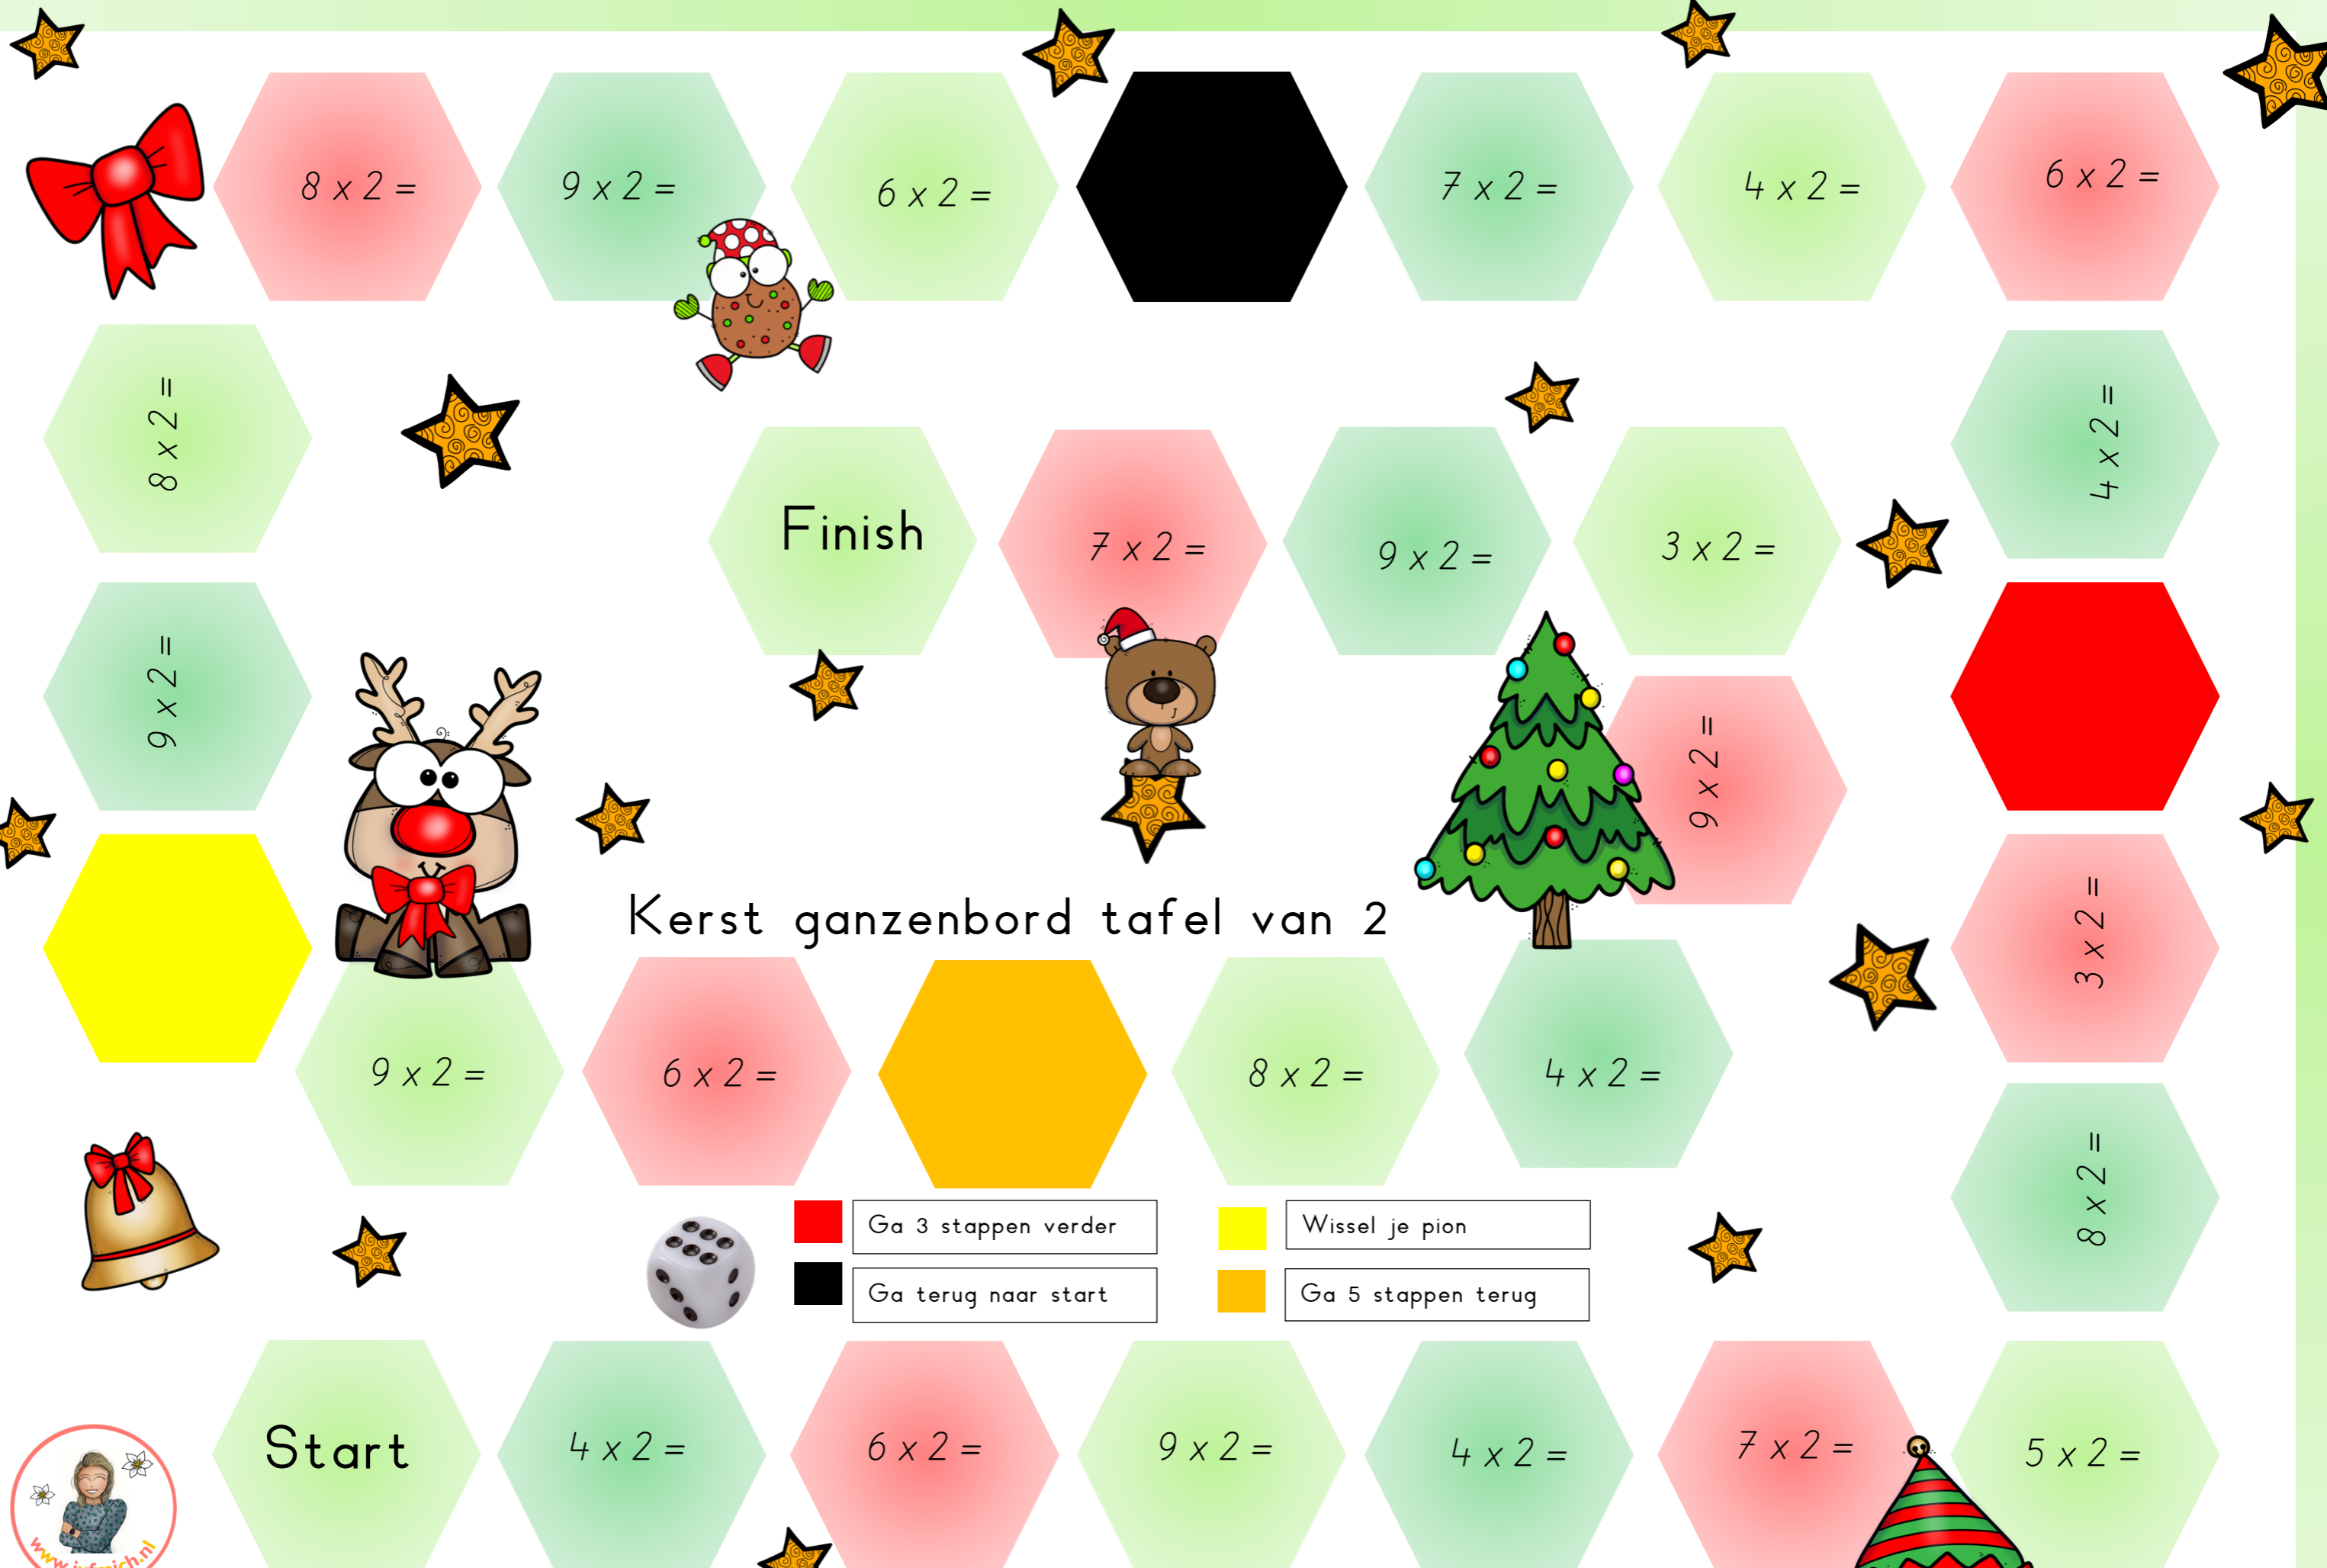 8 x 2 =
9 x 2 =
6 x 2 =
7 x 2 =
4 x 2 =
6 x 2 =
8 x 2 =
4 x 2 =
Finish
7 x 2 =
9 x 2 =
3 x 2 =
9 x 2 =
9 x 2 =
3 x 2 =
Kerst ganzenbord tafel van 2
9 x 2 =
6 x 2 =
8 x 2 =
4 x 2 =
8 x 2 =
Ga 3 stappen verder
Wissel je pion
Ga terug naar start
Ga 5 stappen terug
Start
4 x 2 =
6 x 2 =
9 x 2 =
4 x 2 =
7 x 2 =
5 x 2 =